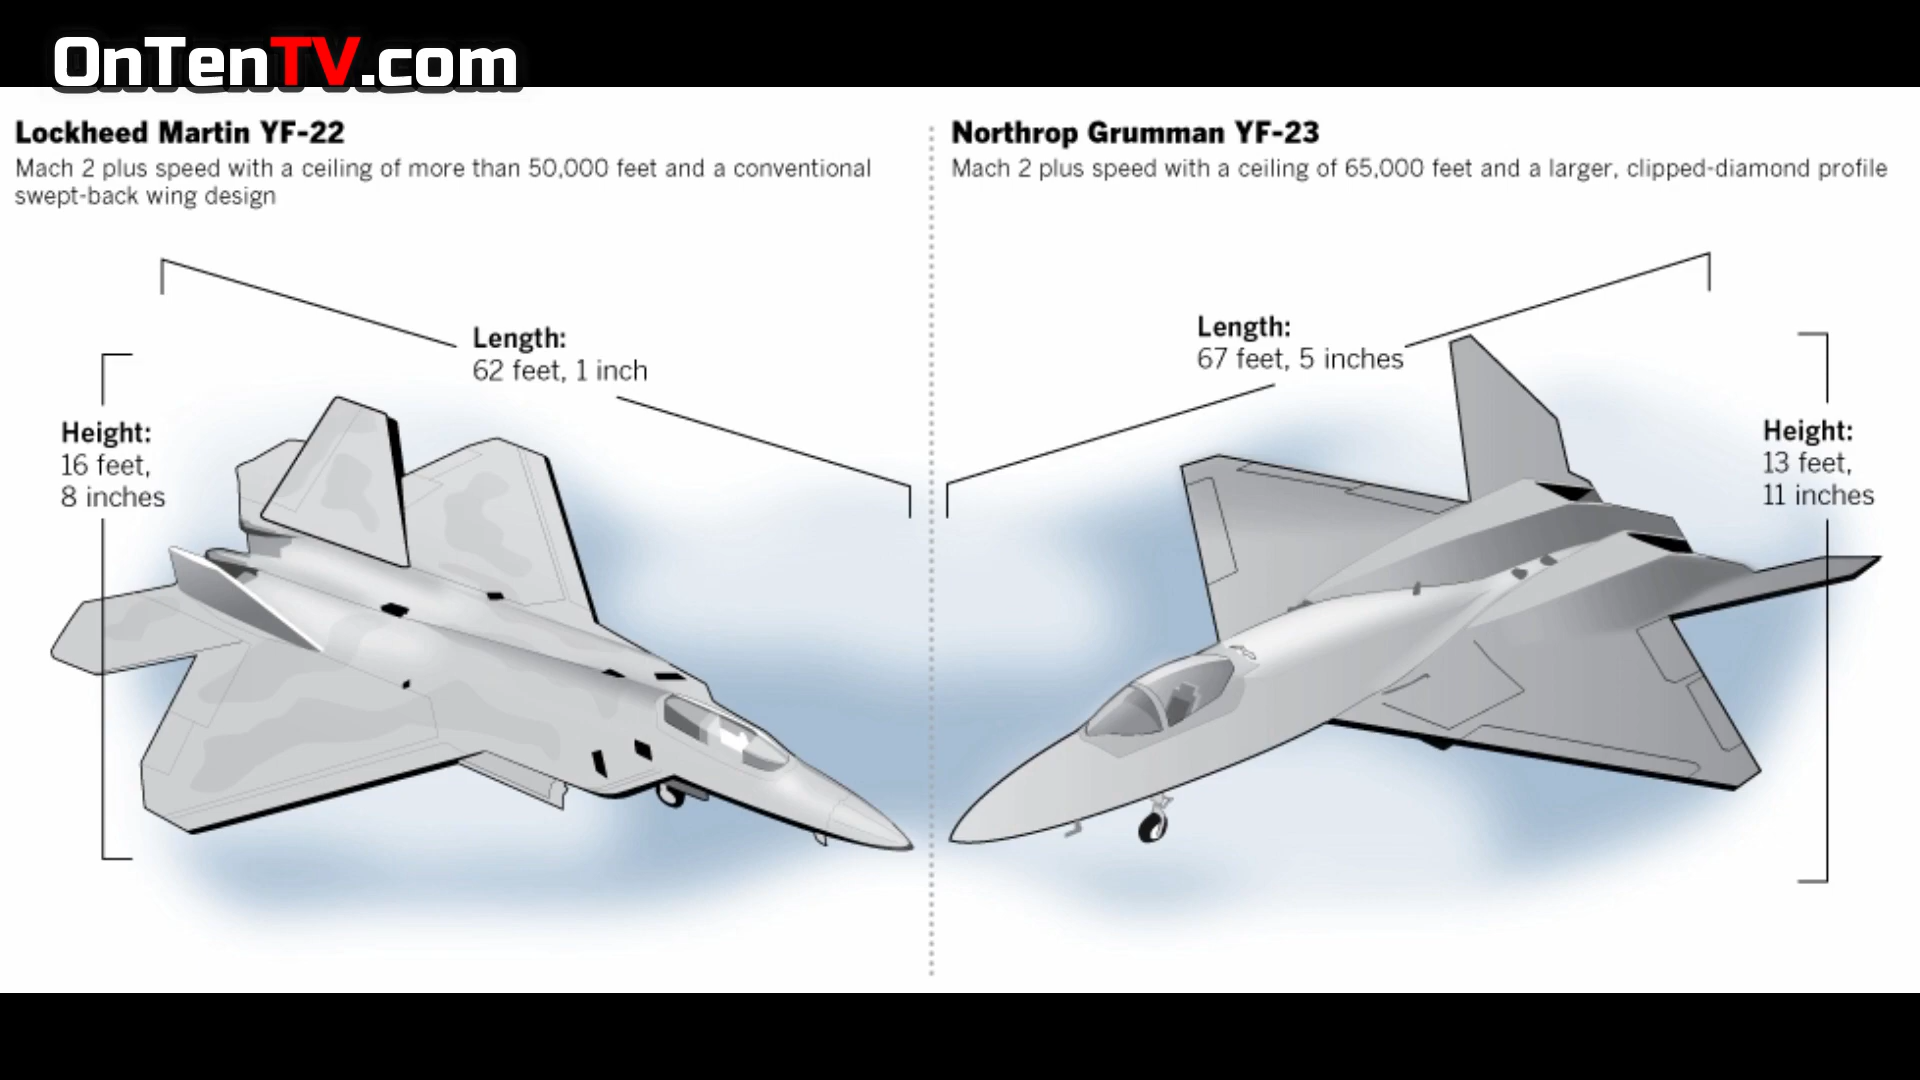 OnTenTV.com
Lockheed Martin YF-22
Mach 2 plus speed with a ceiling of more than 50,000 feet and a conventional
swept-back wing design
Length:
62 feet, 1 inch
Height:
16 feet,
8 inches
Northrop Grumman YF-23
Mach 2 plus speed with a ceiling of 65,000 feet and a larger, clipped-diamond profile
Length:
67 feet, 5 inches
Height:
13 feet,
11 inches